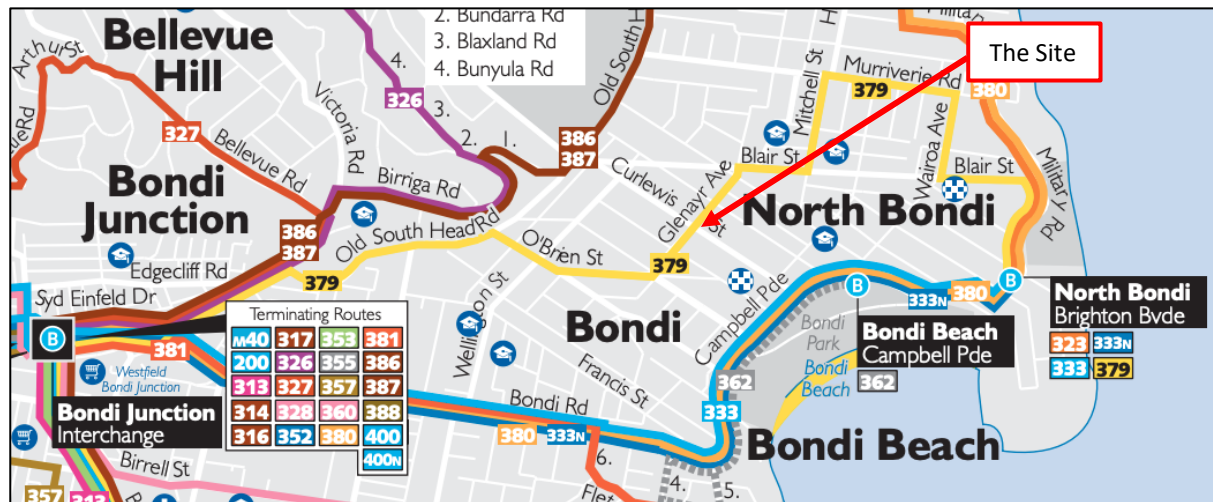 2. Bundarra Rd
3. Blaxland Rd
4. Bunyula Rd
Bellevue
Hill
Arthur St
ueRd
327
Victoria Rd
Bellevue Rd
4.
326
3.
2.
1.
Old South H
386
387
Mitchell St
H
Militar
Murriverie Rd
379
The Site
380
Blair St
Wairoa Ave
Blair St
Military Rd
Curlewis St
Glenayr Ave
North Bondi
Bondi
Junction
Birriga Rd
386
387
Old South Head Rd
Edgecliff Rd
379
O'Brien St
379
Syd Einfeld Dr
Terminating Routes
M40 317 353 381
200 326 355 386
313 327 357 387
314 328 360 388
316 352 380 400
400N
B
381
Westfield
Bondi Junction
Bondi Junction
Interchange
Birrell St
357
313
Wellington St
Bondi
Francis St
Campbell Pde
Bondi Rd
380
333N
6.
Flet
4.
5.
362
333
Bondi
Park
Bondi
Beach
B
Bondi Beach
Campbell Pde
362
333N
380
B
North Bondi
Brighton Bvde
323 333N
333 379
Bondi Beach